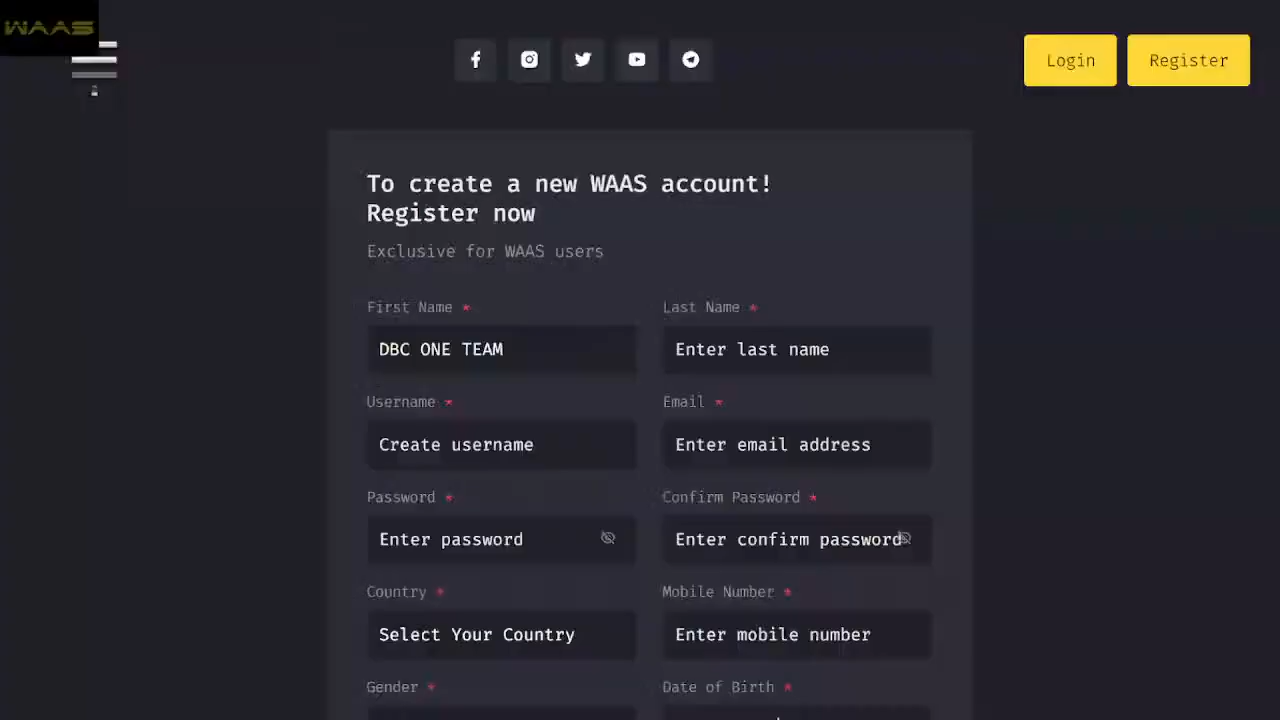 WAAS
Login
Register
To create a new WAAS account!
Register now
Exclusive for WAAS users
First Name *
Last Name *
DBC ONE TEAM
Enter last name
Username *
Email *
Create username
Enter email address
Password *
Confirm Password *
Enter password
Enter confirm password
Country *
Mobile Number *
Select Your Country
Enter mobile number
Gender *
Date of Birth *